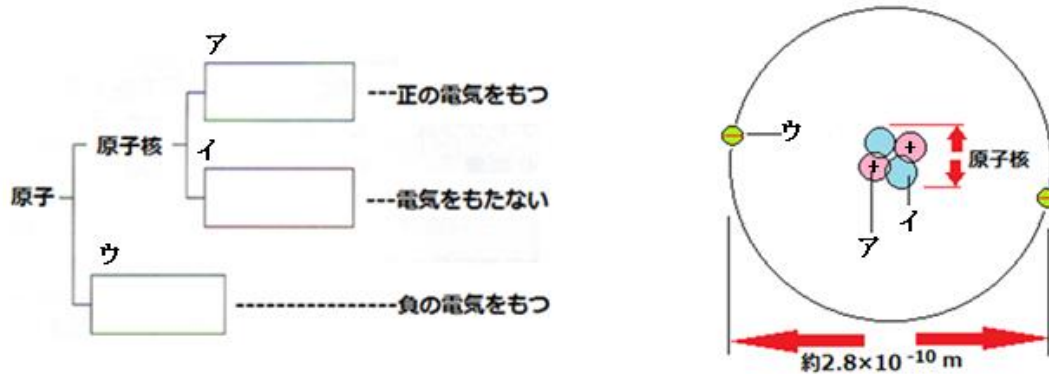 ア
---正の電気をもつ
原子核
イ
原子
---電気をもたない
ウ
--------------負の電気をもつ
ウ
+
+
原子核
イ
ア
約2.8×10 -10 m